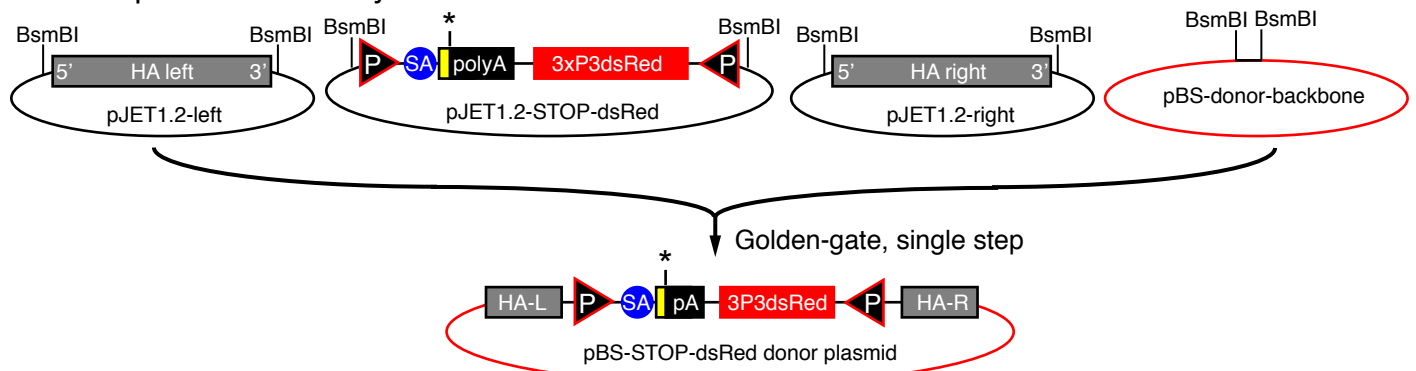 BsmBI BsmBI BsmBI * BsmBI BsmBI BsmBI BsmBI BsmBI
5’ HA left 3’ P SA polyA 3xP3dsRed P 5’ HA right 3’
pJET1.2-left pJET1.2-STOP-dsRed pJET1.2-right pBS-donor-backbone
Golden-gate, single step
*
HA-L P SA pA 3P3dsRed P HA-R
pBS-STOP-dsRed donor plasmid